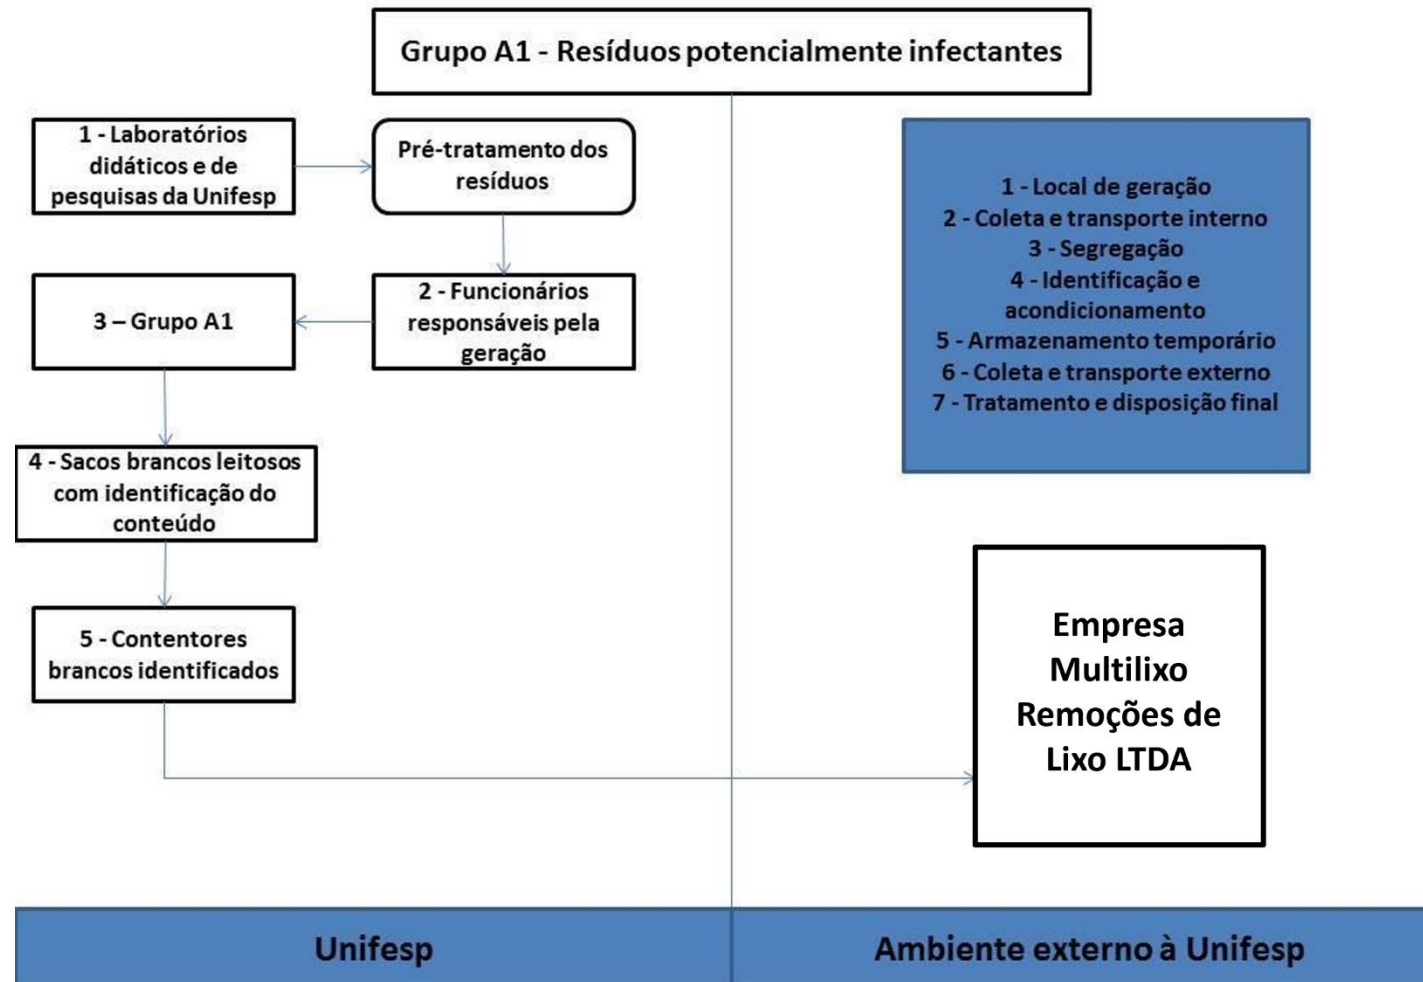 Grupo A1 - Resíduos potencialmente infectantes
1 - Laboratórios
didáticos e de
pesquisas da Unifesp
Pré-tratamento dos
resíduos
2 - Funcionários
responsáveis pela
geração
3 – Grupo A1
4 - Sacos brancos leitosos
com identificação do
conteúdo
5 - Contentores
brancos identificados
1 - Local de geração
2 - Coleta e transporte interno
3 - Segregação
4 - Identificação e
acondicionamento
5 - Armazenamento temporário
6 - Coleta e transporte externo
7 - Tratamento e disposição final
Empresa
Multilixo
Remoções de
Lixo LTDA
Unifesp
Ambiente externo à Unifesp